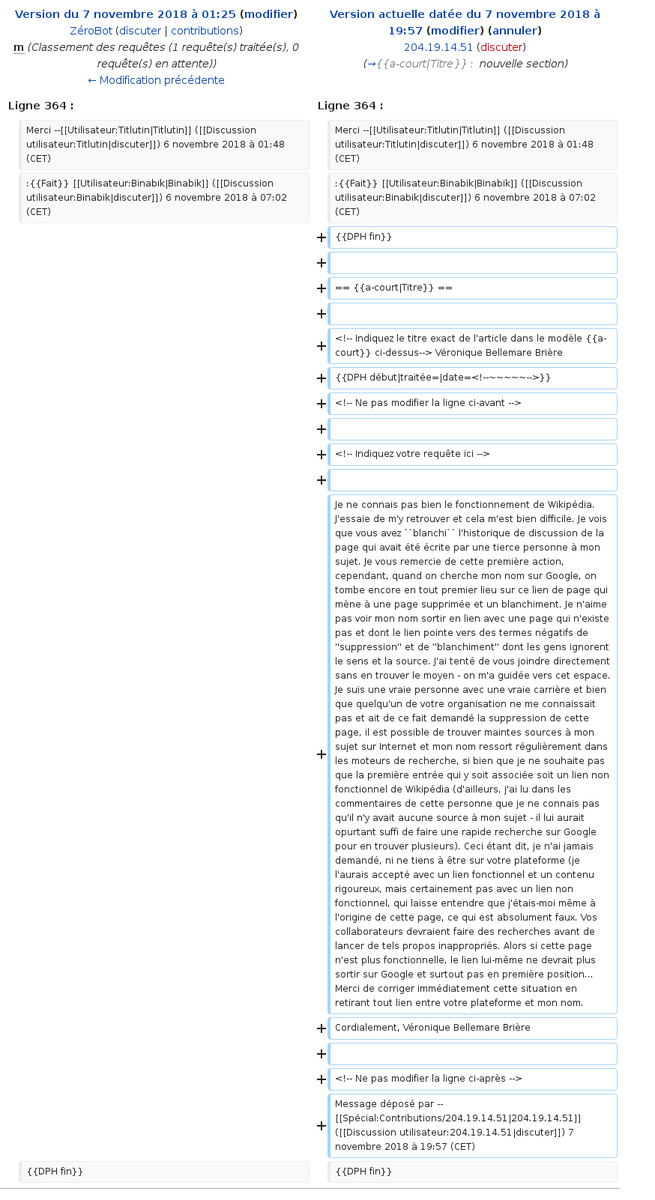 Version du 7 novembre 2018 à 01:25 (modifier)
ZéroBot (discuter | contributions)
m (Classement des requêtes (1 requête(s) traitée(s), 0
requête(s) en attente))
← Modification précédente
Version actuelle datée du 7 novembre 2018 à
19:57 (modifier) (annuler)
204.19.14.51 (discuter)
(→{{a-court|Titre}} : nouvelle section)
Ligne 364 :
Ligne 364 :
Merci --[[Utilisateur:Titlutin|Titlutin]] ([[Discussion
utilisateur:Titlutin|discuter]]) 6 novembre 2018 à 01:48
(CET)
Merci --[[Utilisateur:Titlutin|Titlutin]] ([[Discussion
utilisateur:Titlutin|discuter]]) 6 novembre 2018 à 01:48
(CET)
:{{Fait}} [[Utilisateur:Binabik|Binabik]] ([[Discussion
utilisateur:Binabik|discuter]]) 6 novembre 2018 à 07:02
(CET)
:{{Fait}} [[Utilisateur:Binabik|Binabik]] ([[Discussion
utilisateur:Binabik|discuter]]) 6 novembre 2018 à 07:02
(CET)
+ {{DPH fin}}
+
+ == {{a-court|Titre}} ==
+
+ <!-- Indiquez le titre exact de l'article dans le modèle {{a-
court}} ci-dessus--> Véronique Bellemare Brière
+ {{DPH début|traitée=|date=<!--~~~~~-->}}
+ <!-- Ne pas modifier la ligne ci-avant -->
+
+ <!-- Indiquez votre requête ici -->
+
+ Je ne connais pas bien le fonctionnement de Wikipédia.
J'essaie de m'y retrouver et cela m'est bien difficile. Je vois
que vous avez ``blanchi`` l'historique de discussion de la
page qui avait été écrite par une tierce personne à mon
sujet. Je vous remercie de cette première action,
cependant, quand on cherche mon nom sur Google, on
tombe encore en tout premier lieu sur ce lien de page qui
mène à une page supprimée et un blanchiment. Je n'aime
pas voir mon nom sortir en lien avec une page qui n'existe
pas et dont le lien pointe vers des termes négatifs de
"suppression" et de "blanchiment" dont les gens ignorent
le sens et la source. J'ai tenté de vous joindre directement
sans en trouver le moyen - on m'a guidée vers cet espace.
Je suis une vraie personne avec une vraie carrière et bien
que quelqu'un de votre organisation ne me connaissait
pas et ait de ce fait demandé la suppression de cette
page, il est possible de trouver maintes sources à mon
sujet sur Internet et mon nom ressort régulièrement dans
les moteurs de recherche, si bien que je ne souhaite pas
que la première entrée qui y soit associée soit un lien non
fonctionnel de Wikipédia (d'ailleurs, j'ai lu dans les
commentaires de cette personne que je ne connais pas
qu'il n'y avait aucune source à mon sujet - il lui aurait
opurtant suffi de faire une rapide recherche sur Google
pour en trouver plusieurs). Ceci étant dit, je n'ai jamais
demandé, ni ne tiens à être sur votre plateforme (je
l'aurais accepté avec un lien fonctionnel et un contenu
rigoureux, mais certainement pas avec un lien non
fonctionnel, qui laisse entendre que j'étais-moi même à
l'origine de cette page, ce qui est absolument faux. Vos
collaborateurs devraient faire des recherches avant de
lancer de tels propos inappropriés. Alors si cette page
n'est plus fonctionnelle, le lien lui-même ne devrait plus
sortir sur Google et surtout pas en première position...
Merci de corriger immédiatement cette situation en
retirant tout lien entre votre plateforme et mon nom.
+ Cordialement, Véronique Bellemare Brière
+
+ <!-- Ne pas modifier la ligne ci-après -->
+ Message déposé par --
[[Spécial:Contributions/204.19.14.51|204.19.14.51]]
([[Discussion utilisateur:204.19.14.51|discuter]]) 7
novembre 2018 à 19:57 (CET)
{{DPH fin}}
{{DPH fin}}